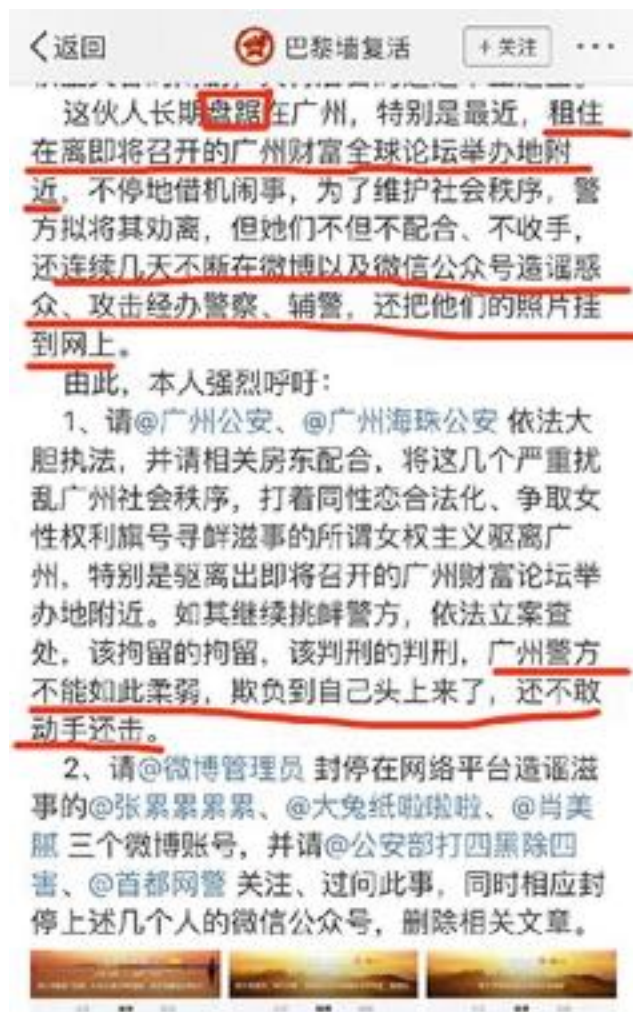 返回
巴黎墙复活
+关注
这伙人长期盘踞在广州，特别是最近，租住
在离即将召开的广州财富全球论坛举办地附
近，不停地借机闹事，为了维护社会秩序，警
方拟将其劝离，但她们不但不配合、不收手，
还连续几天不断在微博以及微信公众号造谣惑
众、攻击经办警察、辅警，还把他们的照片挂
到网上。
由此，本人强烈呼吁：
1、请@广州公安、@广州海珠公安 依法大
胆执法，并请相关房东配合，将这几个严重扰
乱广州社会秩序，打着同性恋合法化、争取女
性权利旗号寻衅滋事的所谓女权主义驱离广
州，特别是驱离出即将召开的广州财富论坛举
办地附近。如其继续挑衅警方，依法立案查
处，该拘留的拘留，该判刑的判刑，广州警方
不能如此柔弱，欺负到自己头上来了，还不敢
动手还击。
2、请@微博管理员 封停在网络平台造谣滋
事的@张累累累累、@大兔纸啦啦啦、@肖美
腻 三个微博账号，并请@公安部打四黑除四
害、@首都网警 关注、过问此事，同时相应封
停上述几个人的微信公众号，删除相关文章。